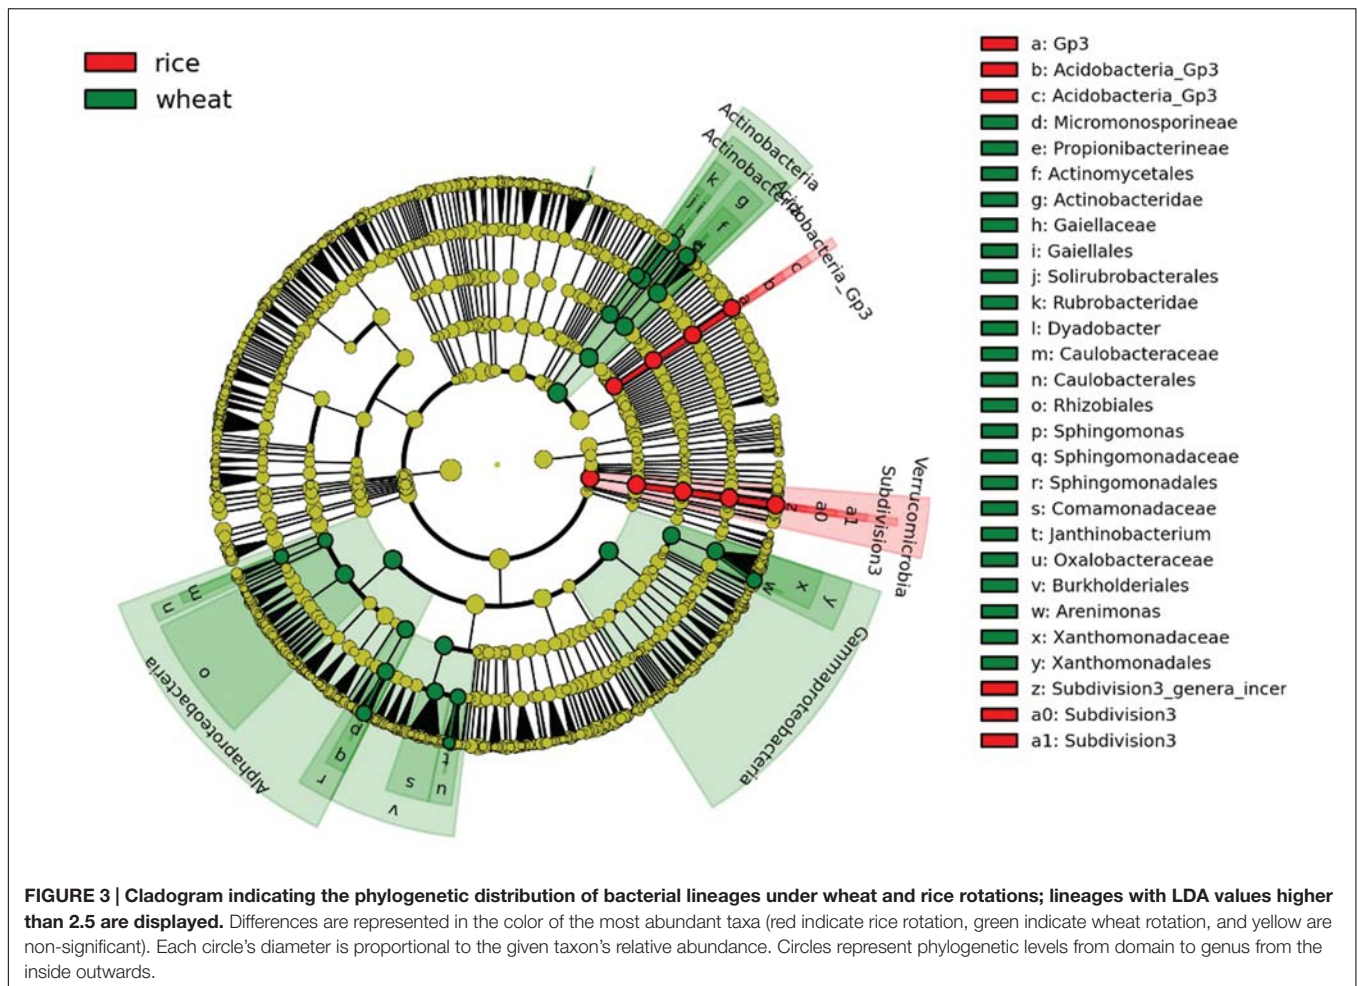 rice
wheat
Actinobacteria
Actinobacteria
Acidobacteria_Gp3
k
g
j
i
f
h
e
a
b
c
z
a0
a1
Subdivision3
Verrucomicrobia
w
x
y
Gammaproteobacteria
m
n
o
Alphaproteobacteria
p
q
r
s
t
u
v
a: Gp3
b: Acidobacteria_Gp3
c: Acidobacteria_Gp3
d: Micromonosporineae
e: Propionibacterineae
f: Actinomycetales
g: Actinobacteridae
h: Gaiellaceae
i: Gaiellales
j: Solirubrobacterales
k: Rubrobacteridae
l: Dyadobacter
m: Caulobacteraceae
n: Caulobacterales
o: Rhizobiales
p: Sphingomonas
q: Sphingomonadaceae
r: Sphingomonadales
s: Comamonadaceae
t: Janthinobacterium
u: Oxalobacteraceae
v: Burkholderiales
w: Arenimonas
x: Xanthomonadaceae
y: Xanthomonadales
z: Subdivision3_genera_incer
a0: Subdivision3
a1: Subdivision3
FIGURE 3 | Cladogram indicating the phylogenetic distribution of bacterial lineages under wheat and rice rotations; lineages with LDA values higher
than 2.5 are displayed. Differences are represented in the color of the most abundant taxa (red indicate rice rotation, green indicate wheat rotation, and yellow are
non-significant). Each circle's diameter is proportional to the given taxon's relative abundance. Circles represent phylogenetic levels from domain to genus from the
inside outwards.